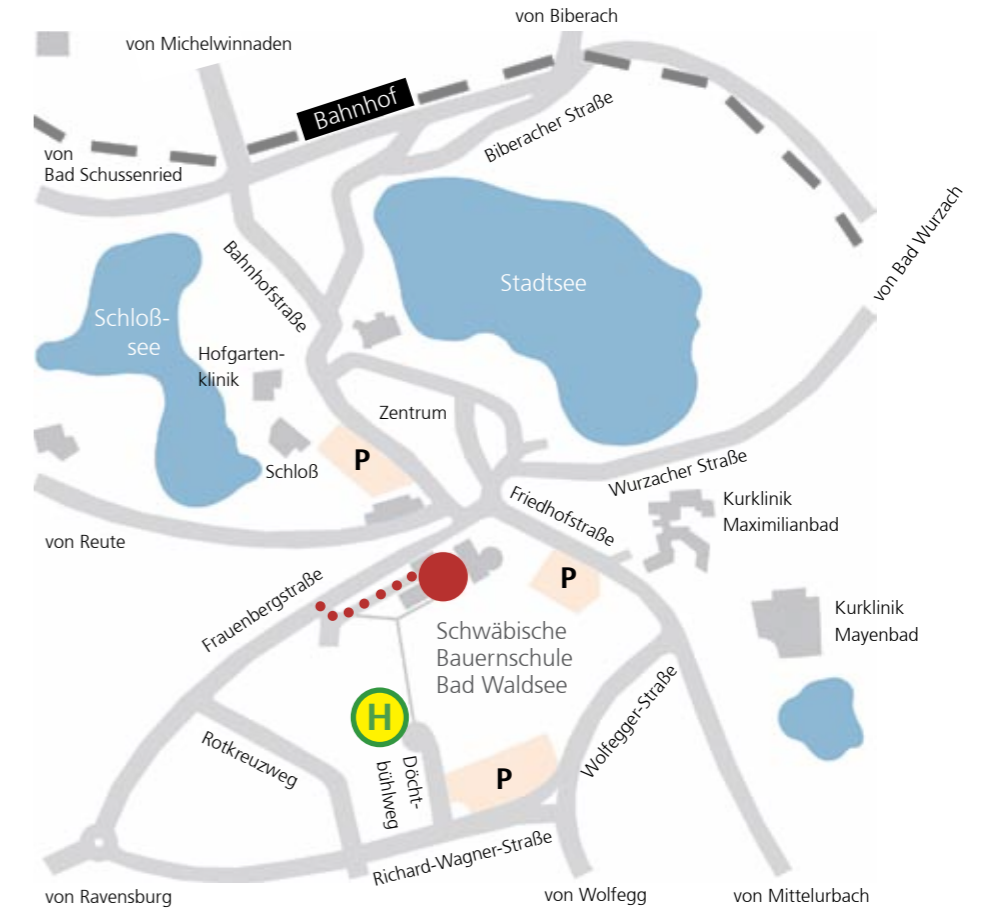 von Biberach
von Michelwinnaden
Bahnhof
Biberacher Straße
von
Bad Schussenried
von Bad Wurzach
Bahnhofstraße
Stadtsee
Schloß-
see
Hofgarten-
klinik
Zentrum
P
Schloß
Wurzacher Straße
Friedhofstraße
Kurklinik
Maximilianbad
von Reute
P
Frauenbergstraße
Kurklinik
Mayenbad
Schwäbische
Bauernschule
Bad Waldsee
Wolfegger-Straße
H
Rotkreuzweg
Döcht-
bühlweg
P
Richard-Wagner-Straße
von Ravensburg
von Wolfegg
von Mittelurbach